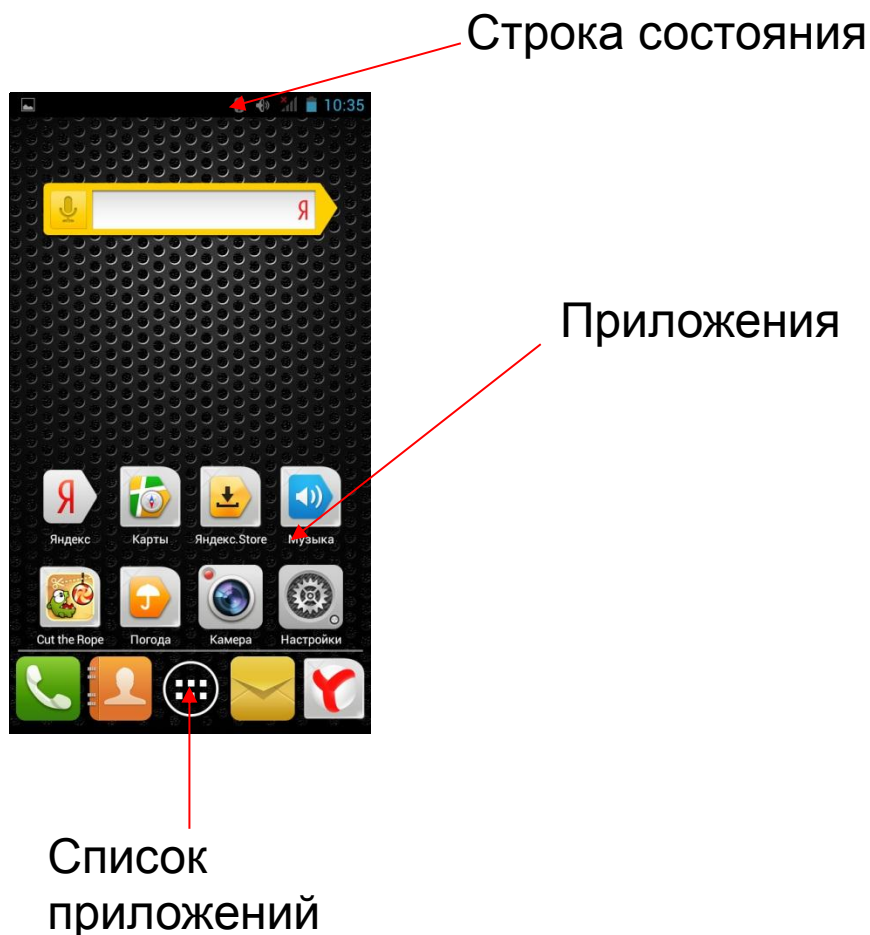 Строка состояния
10:35
Я
Приложения
Я
Яндекс Карты Яндекс.Store Музыка
Cut the Rope Погода Камера Настройки
Список
приложений